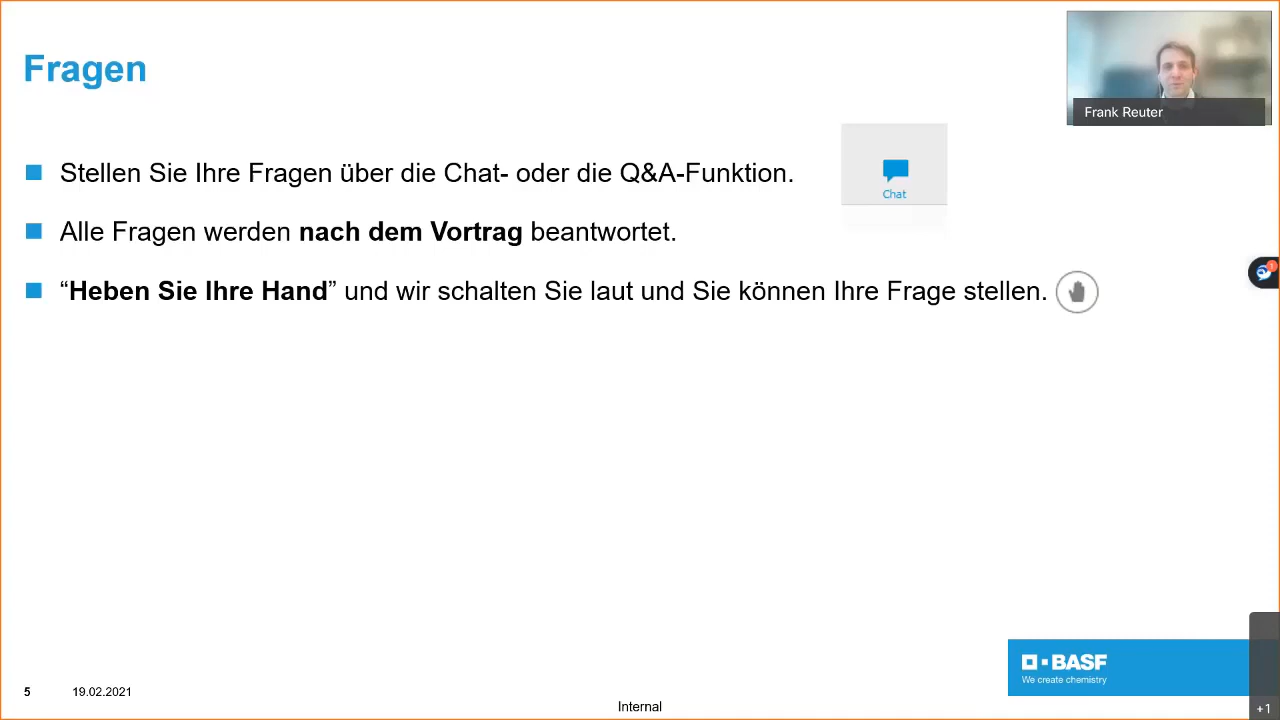 Fragen
Frank Reuter
Stellen Sie Ihre Fragen über die Chat- oder die Q&A-Funktion.
Chat
Alle Fragen werden nach dem Vortrag beantwortet.
“Heben Sie Ihre Hand” und wir schalten Sie laut und Sie können Ihre Frage stellen.
1
BASF
We create chemistry
5 19.02.2021
Internal
+1